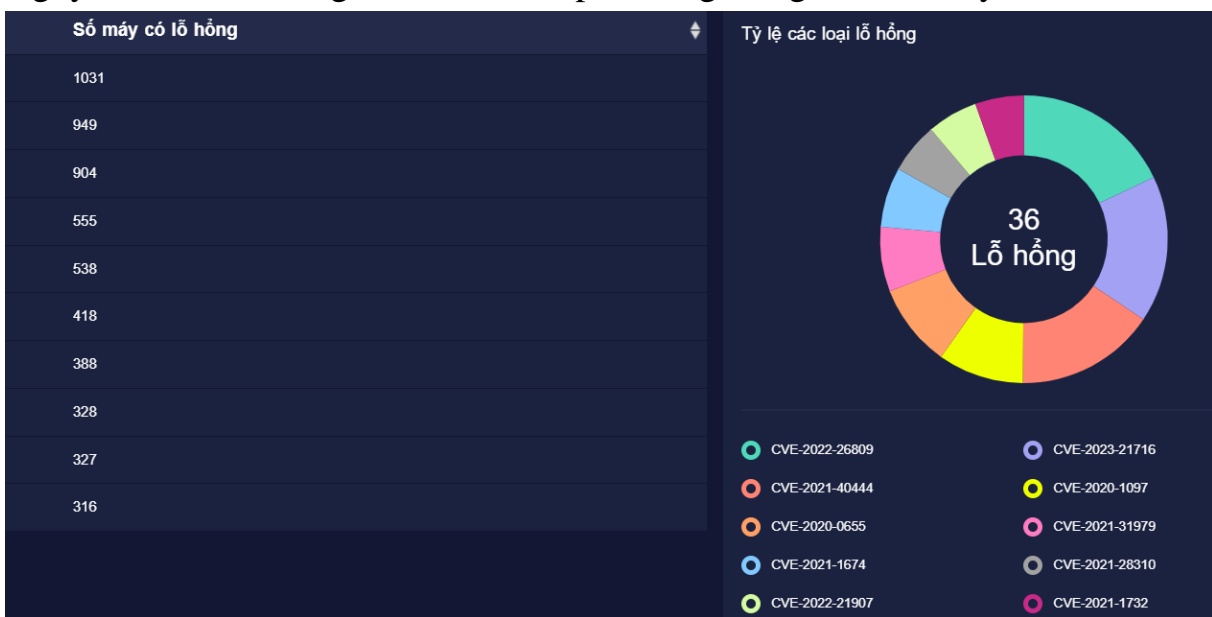 Số máy có lỗ hổng
1031
949
904
555
538
418
388
328
327
316
Tỷ lệ các loại lỗ hổng
36
Lỗ hổng
CVE-2022-26809
CVE-2023-21716
CVE-2021-40444
CVE-2020-1097
CVE-2020-0655
CVE-2021-31979
CVE-2021-1674
CVE-2021-28310
CVE-2022-21907
CVE-2021-1732